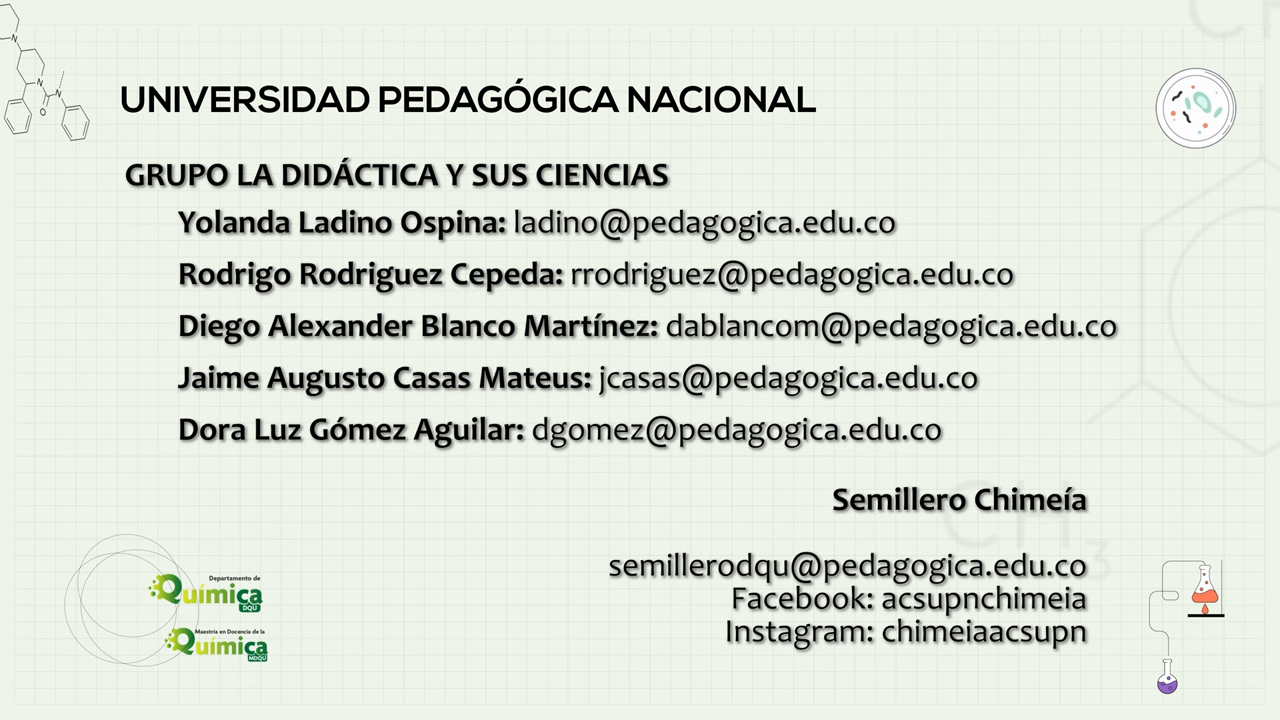 UNIVERSIDAD PEDAGÓGICA NACIONAL
GRUPO LA DIDÁCTICA Y SUS CIENCIAS
Yolanda Ladino Ospina: ladino@pedagogica.edu.co
Rodrigo Rodriguez Cepeda: rrodriguez@pedagogica.edu.co
Diego Alexander Blanco Martínez: dablancom@pedagogica.edu.co
Jaime Augusto Casas Mateus: jcasas@pedagogica.edu.co
Dora Luz Gómez Aguilar: dgomez@pedagogica.edu.co
Semillero Chimeía
semillerodqu@pedagogica.edu.co
Facebook: acsupnchimeia
Instagram: chimeiaacsupn
Departamento de
Química
DQU
Maestría en Docencia de la
Química
MDQU
N
N
N
O
CH3